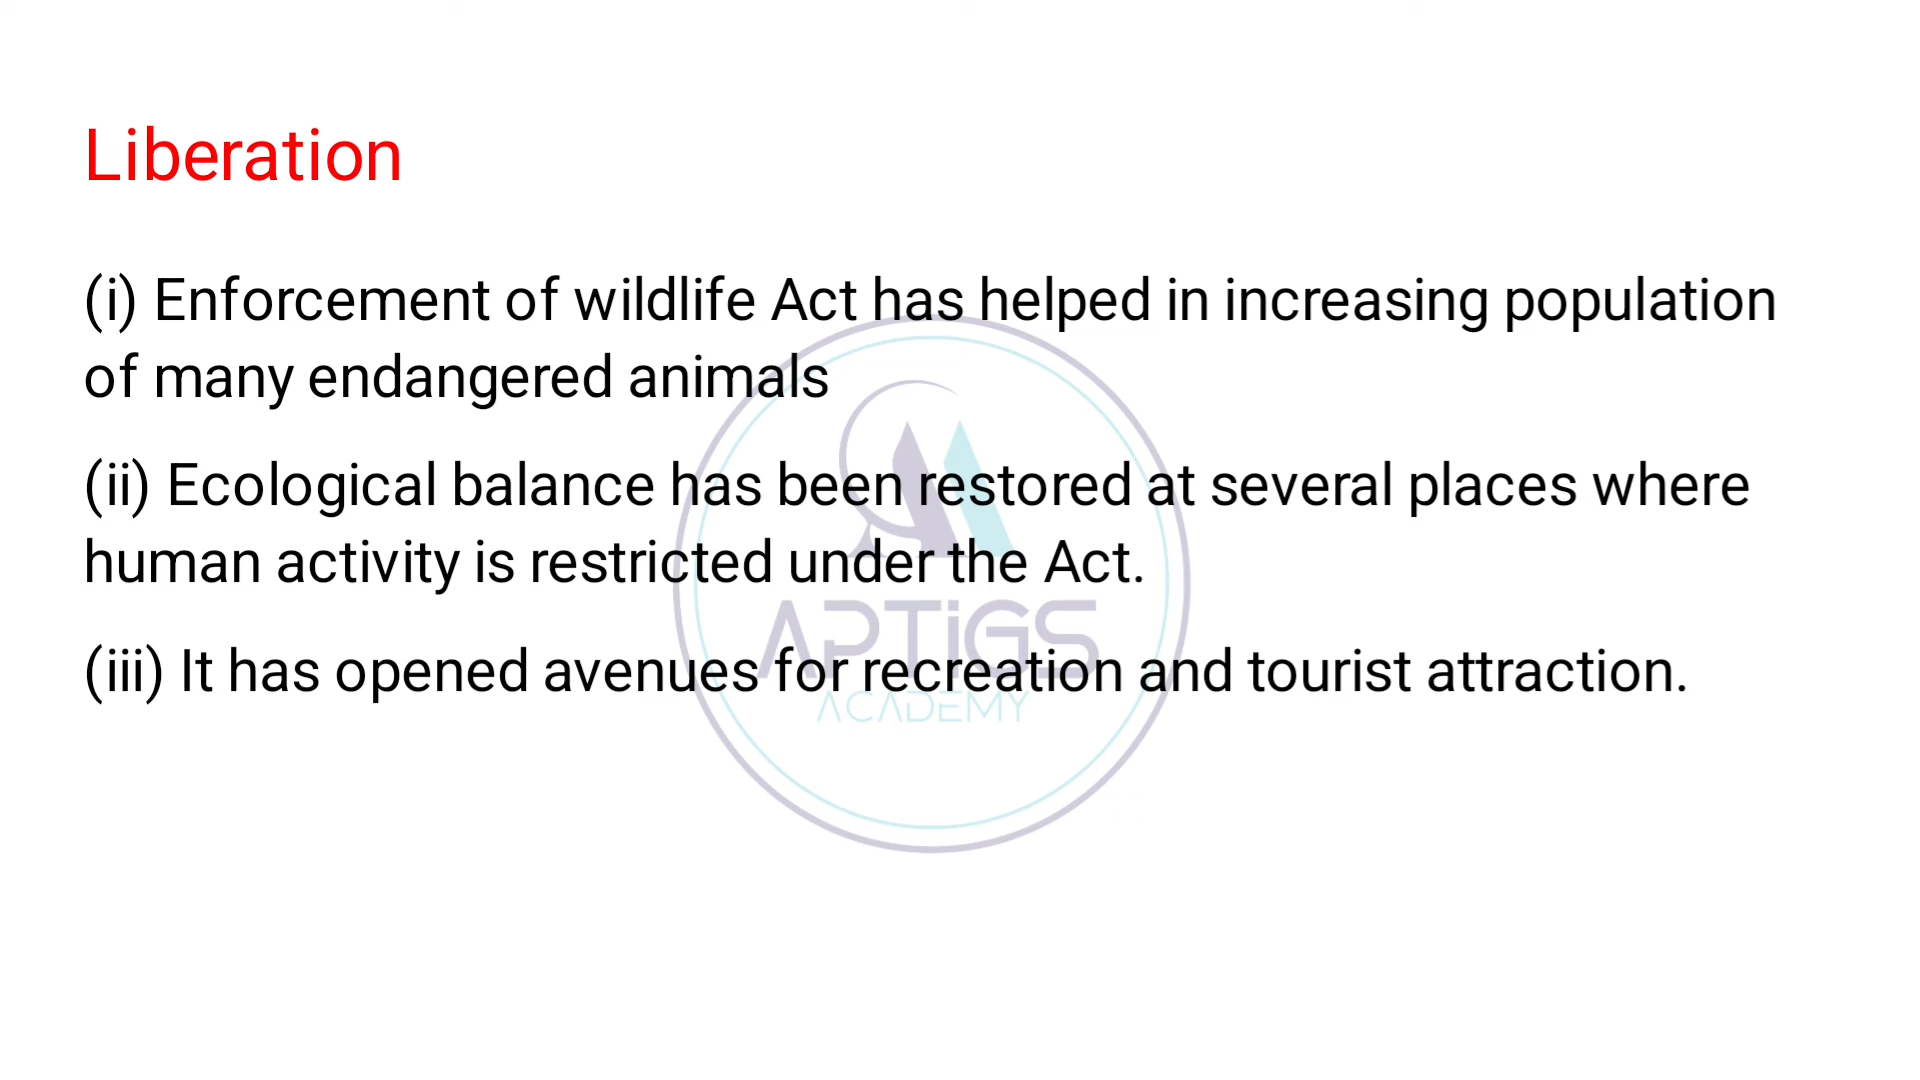 Liberation
(i) Enforcement of wildlife Act has helped in increasing population
of many endangered animals
(ii) Ecological balance has been restored at several places where
human activity is restricted under the Act.
(iii) It has opened avenues for recreation and tourist attraction.
APTiGS
ACADEMY